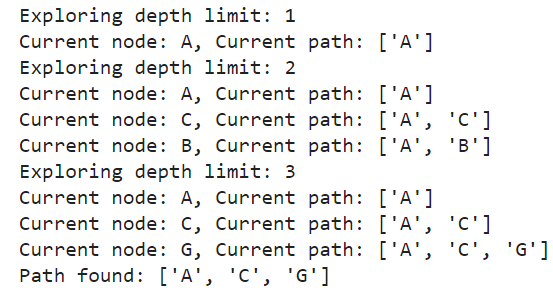 Exploring depth limit: 1
Current node: A, Current path: ['A']
Exploring depth limit: 2
Current node: A, Current path: ['A']
Current node: C, Current path: ['A', 'C']
Current node: B, Current path: ['A', 'B']
Exploring depth limit: 3
Current node: A, Current path: ['A']
Current node: C, Current path: ['A', 'C']
Current node: G, Current path: ['A', 'C', 'G']
Path found: ['A', 'C', 'G']